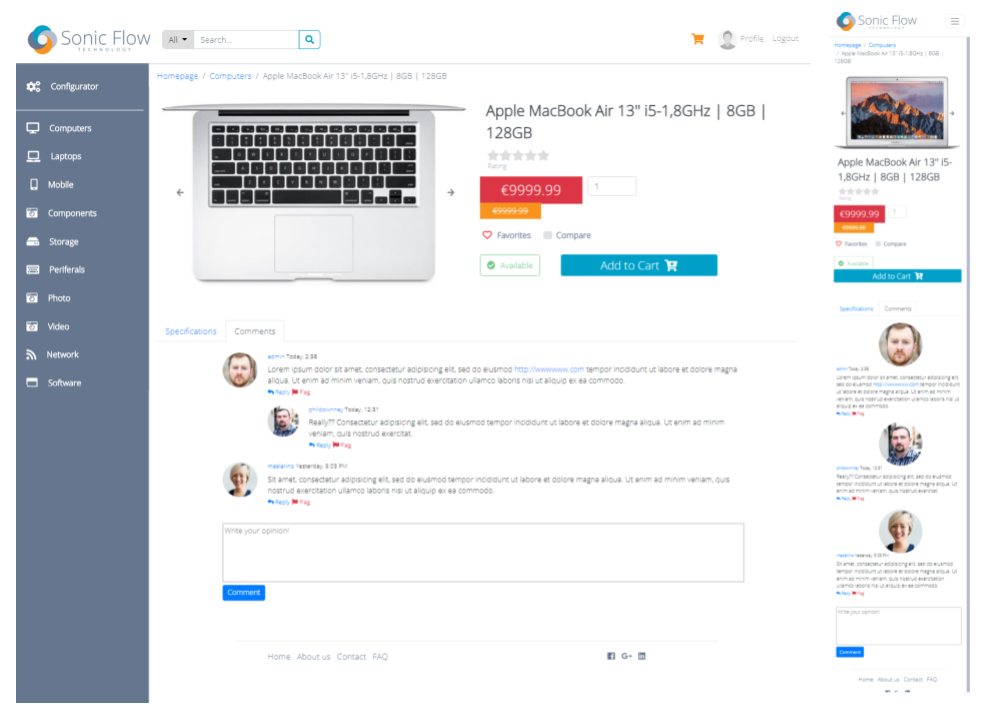 Sonic Flow
TECHNOLOGY
All
Search...
Profile Logout
Configurator
Computers
Laptops
Mobile
Components
Storage
Periferals
Photo
Video
Network
Software
Homepage / Computers / Apple MacBook Air 13" i5-1,8GHz | 8GB | 128GB
Apple MacBook Air 13" i5-1,8GHz | 8GB |
128GB
Rating
€9999.99
1
€9999.99
Favorites Compare
Available
Add to Cart
Specifications Comments
admin Today, 2:38
Lorem ipsum dolor sit amet, consectetur adipisicing elit, sed do eiusmod http://wwwwww.com tempor incididunt ut labore et dolore magna
aliqua. Ut enim ad minim veniam, quis nostrud exercitation ullamco laboris nisi ut aliquip ex ea commodo.
Reply Flag
phildownney Today, 12:31
Really?? Consectetur adipisicing elit, sed do eiusmod tempor incididunt ut labore et dolore magna aliqua. Ut enim ad minim
veniam, quis nostrud exercitat.
Reply Flag
maslarino Yesterday, 5:03 PM
Sit amet, consectetur adipisicing elit, sed do eiusmod tempor incididunt ut labore et dolore magna aliqua. Ut enim ad minim veniam, quis
nostrud exercitation ullamco laboris nisi ut aliquip ex ea commodo.
Reply Flag
Write your opinion!
Comment
Home About us Contact FAQ
G+
Sonic Flow
TECHNOLOGY
Homepage / Computers
/ Apple MacBook Air 13" i5-1,8GHz | 8GB |
128GB
Apple MacBook Air 13" i5-
1,8GHz | 8GB | 128GB
Rating
€9999.99
1
€9999.99
Favorites Compare
Available
Add to Cart
Specifications Comments
admin Today, 2:38
Lorem ipsum dolor sit amet, consectetur adipisicing elit,
sed do eiusmod http://wwwwww.com tempor incididunt
ut labore et dolore magna aliqua. Ut enim ad minim
veniam, quis nostrud exercitation ullamco laboris nisi ut
aliquip ex ea commodo.
Reply Flag
phildownney Today, 12:31
Really?? Consectetur adipisicing elit, sed do eiusmod
tempor incididunt ut labore et dolore magna aliqua. Ut
enim ad minim veniam, quis nostrud exercitat.
Reply Flag
maslarino Yesterday, 5:03 PM
Sit amet, consectetur adipisicing elit, sed do eiusmod
tempor incididunt ut labore et dolore magna aliqua. Ut
enim ad minim veniam, quis nostrud exercitation
ullamco laboris nisi ut aliquip ex ea commodo.
Reply Flag
Write your opinion!
Comment
Home About us Contact FAQ